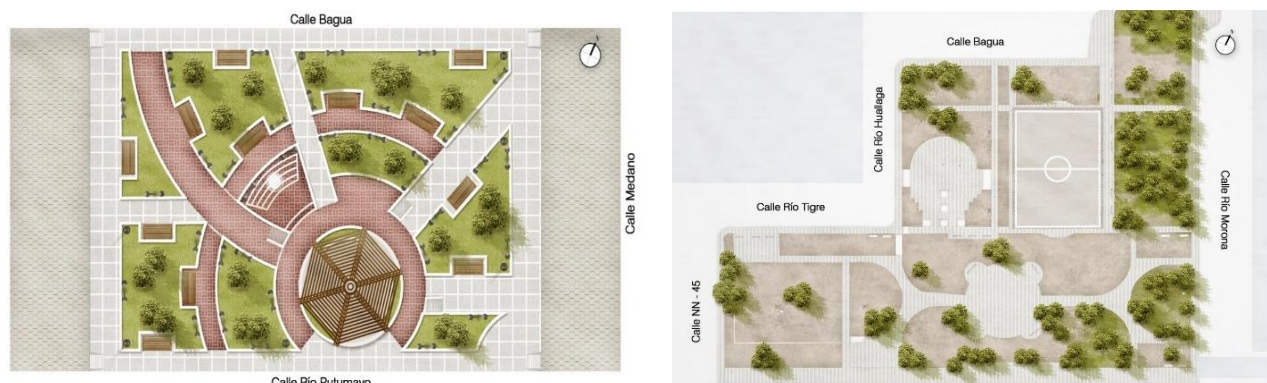 Calle Bagua
Calle Medano
Calle Río Putumayo
Calle Bagua
Calle Río Huallaga
Calle Río Tigre
Calle Río Morona
Calle NN - 45